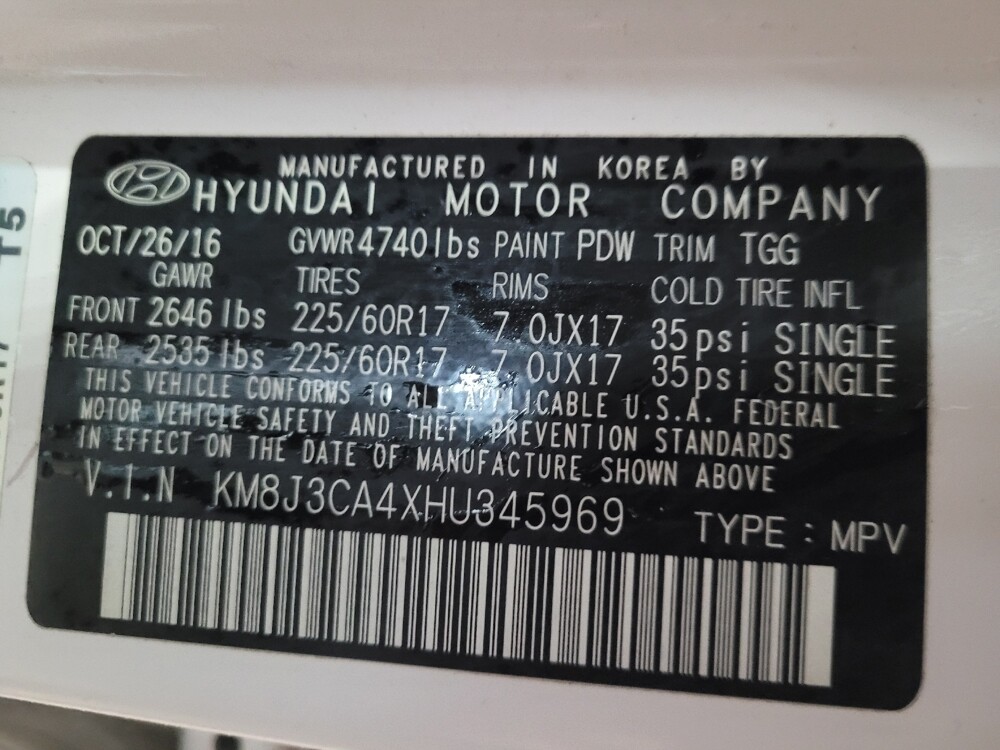 MANUFACTURED IN KOREA BY
HYUNDAI MOTOR COMPANY
OCT/26/16 GVWR4740lbs PAINT PDW TRIM TGG
GAWR TIRES RIMS COLD TIRE INFL
FRONT 2646 lbs 225/60R17 7.0JX17 35psi SINGLE
REAR 2535 lbs 225/60R17 7.0JX17 35psi SINGLE
THIS VEHICLE CONFORMS TO ALL APPLICABLE U.S.A. FEDERAL
MOTOR VEHICLE SAFETY AND THEFT PREVENTION STANDARDS
IN EFFECT ON THE DATE OF MANUFACTURE SHOWN ABOVE
V.I.N KM8J3CA4XHU345969 TYPE : MPV